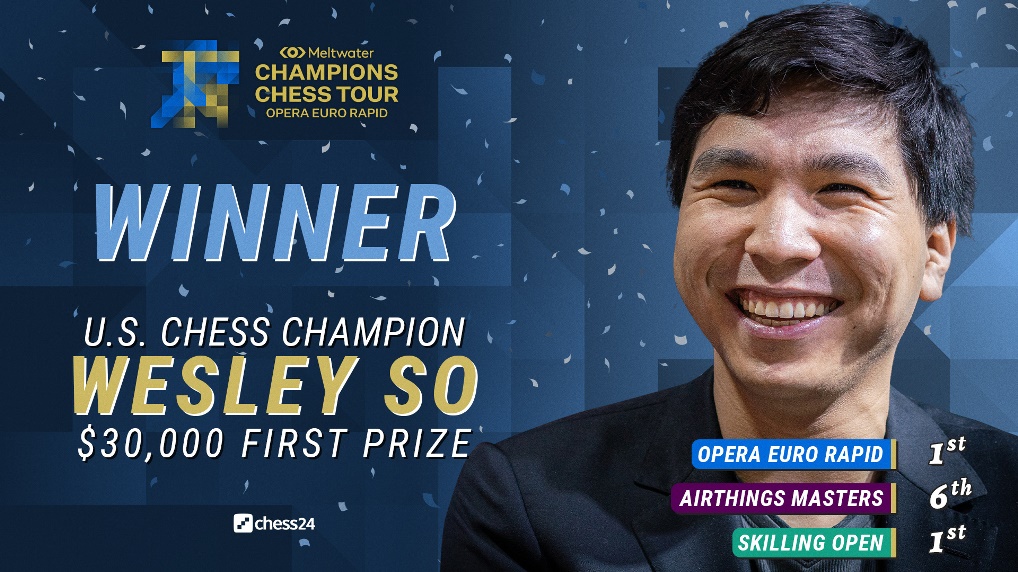 Meltwater
CHAMPIONS
CHESS TOUR
OPERA EURO RAPID
WINNER
U.S. CHESS CHAMPION
WESLEY SO
$30,000 FIRST PRIZE
chess24
OPERA EURO RAPID 1st
AIRTHINGS MASTERS 6th
SKILLING OPEN 1st